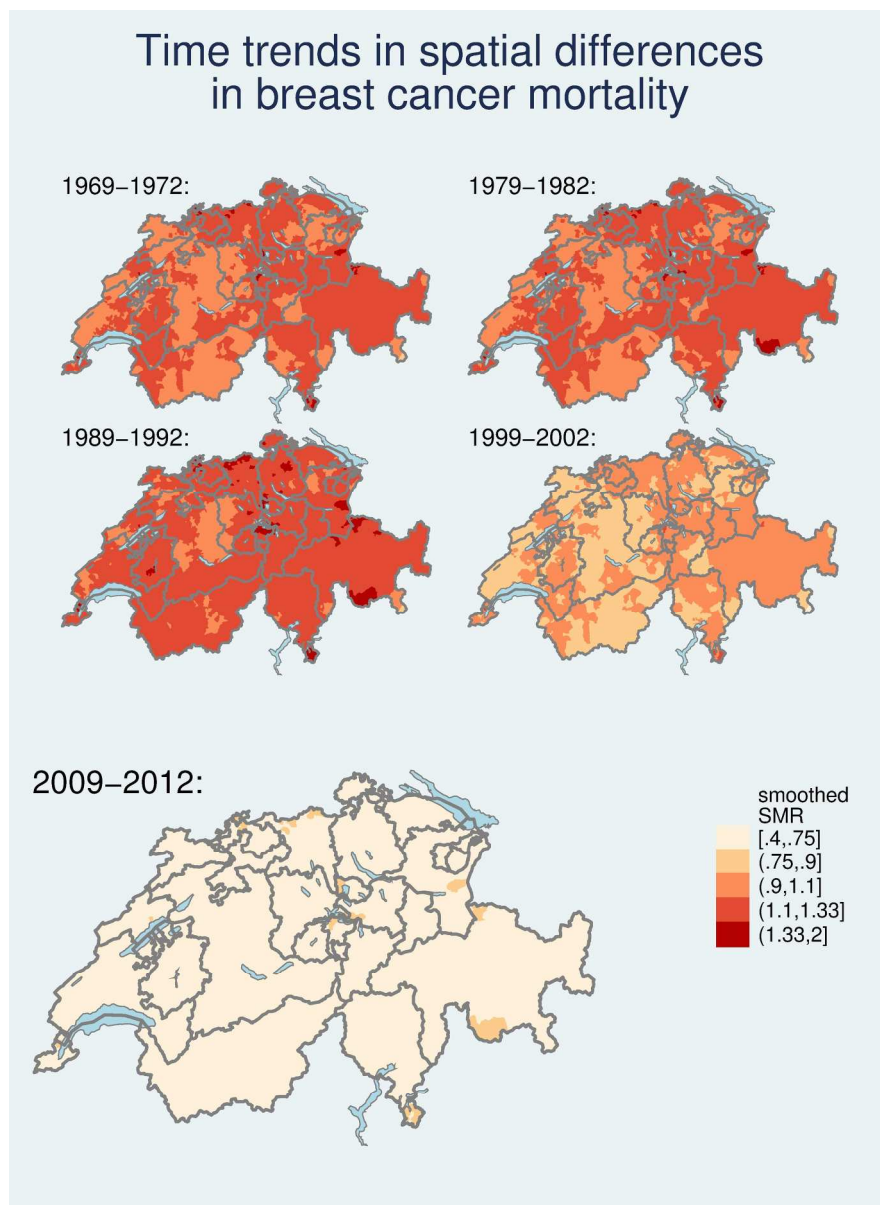 Time trends in spatial differences
in breast cancer mortality
1969−1972:
1979−1982:
1989−1992:
1999−2002:
2009−2012:
smoothed
SMR
[.4,.75]
(.75,.9]
(.9,1.1]
(1.1,1.33]
(1.33,2]